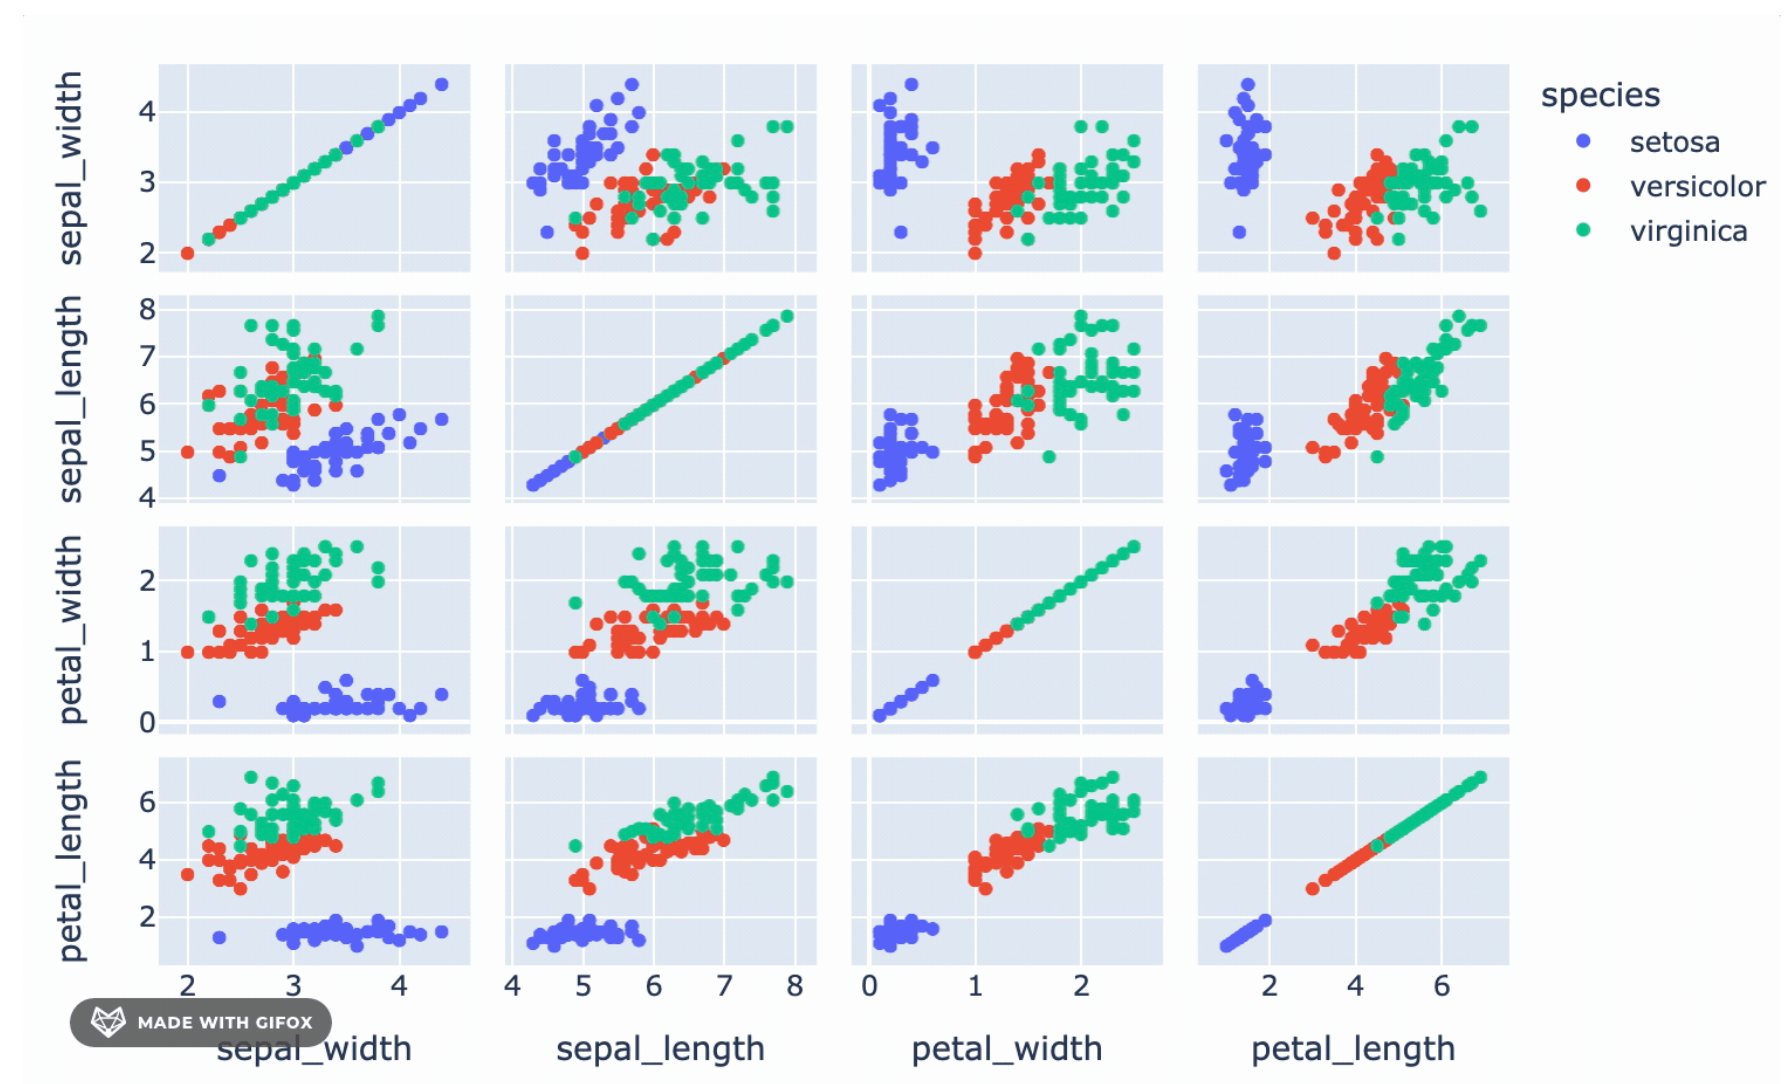 sepal_width
4
3
2
species
setosa
versicolor
virginica
sepal_length
8
7
6
5
4
petal_width
2
1
0
petal_length
6
4
2
2 3 4 4 5 6 7 8 0 1 2 2 4 6
MADE WITH GIFOX
sepal_width sepal_length petal_width petal_length